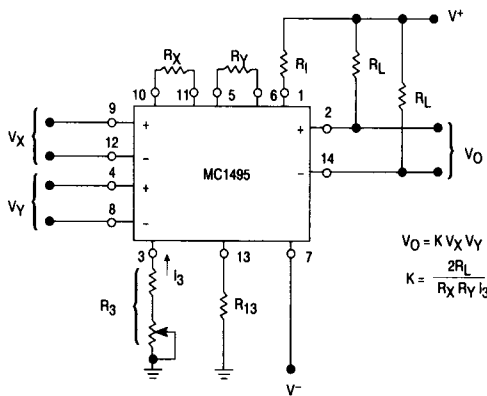 V+
RX
RY
RI
RL
RL
10
11
5
6
1
9
+
2
+
VX
12
−
4
+
MC1495
14
−
VO
VY
8
−
3
I3
13
7
R3
R13
V−
VO = K VX VY
K = 2RL / RX RY I3